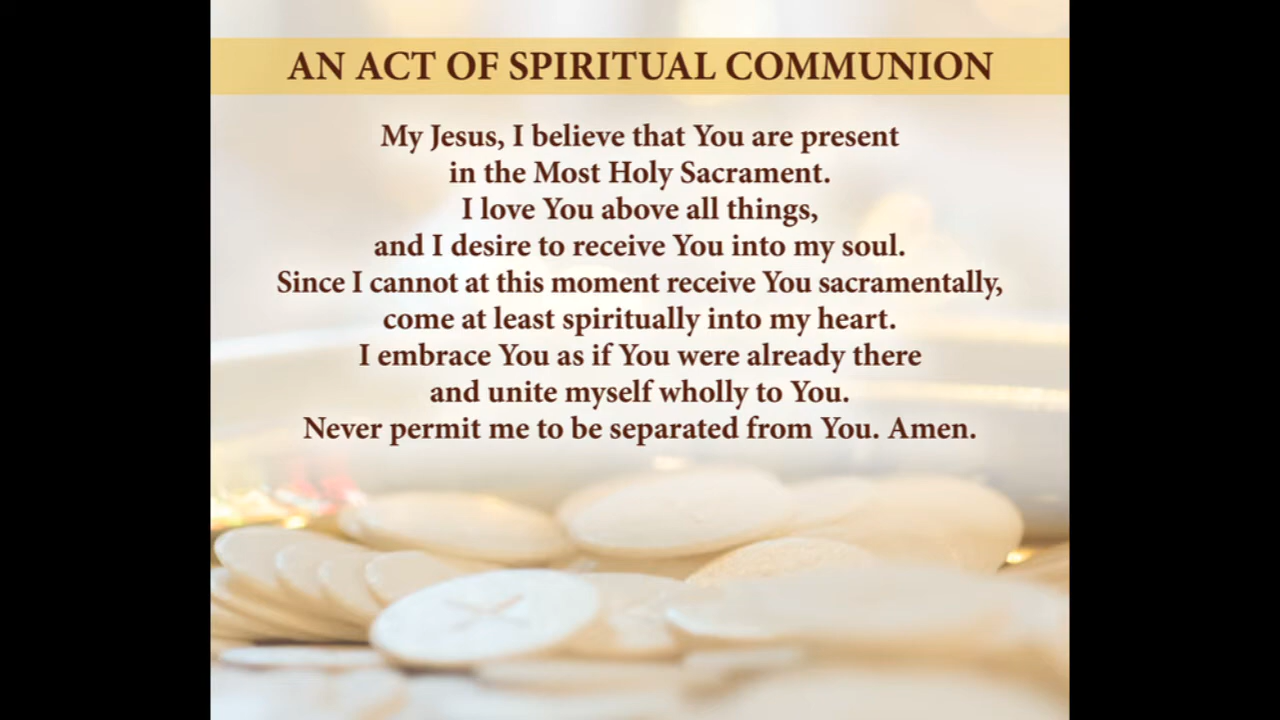 AN ACT OF SPIRITUAL COMMUNION
My Jesus, I believe that You are present
in the Most Holy Sacrament.
I love You above all things,
and I desire to receive You into my soul.
Since I cannot at this moment receive You sacramentally,
come at least spiritually into my heart.
I embrace You as if You were already there
and unite myself wholly to You.
Never permit me to be separated from You. Amen.